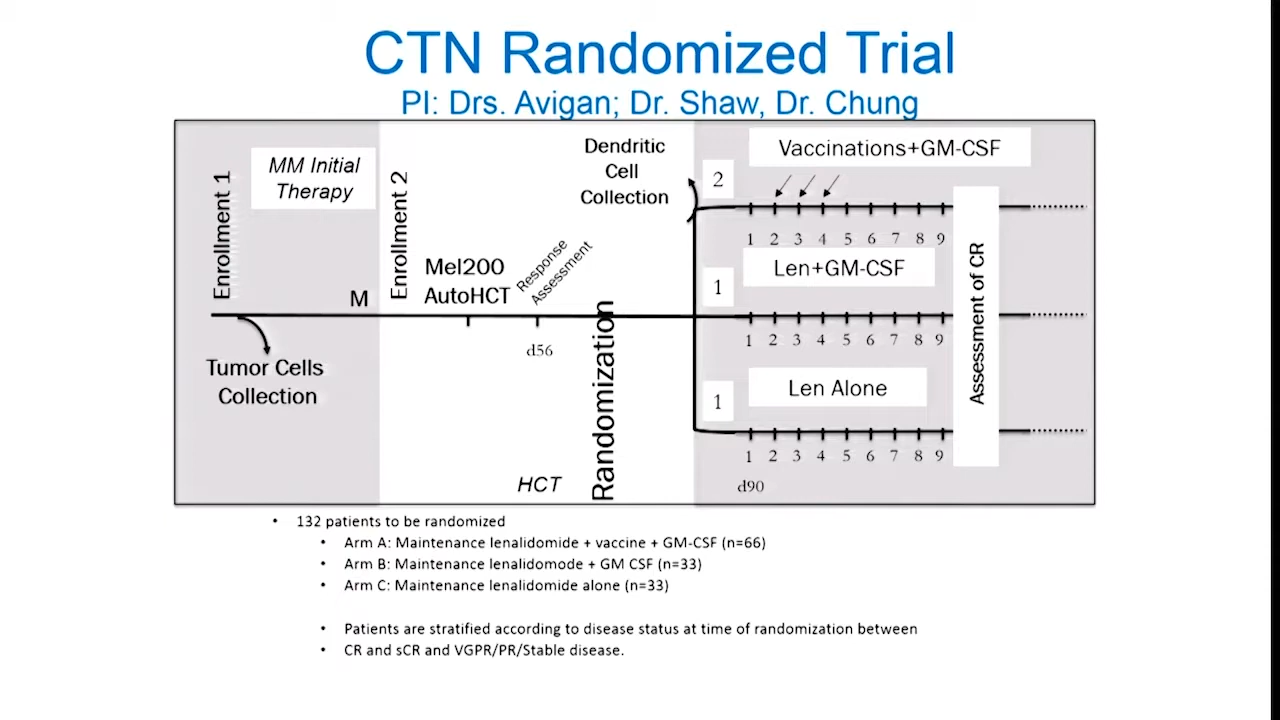 CTN Randomized Trial
PI: Drs. Avigan; Dr. Shaw, Dr. Chung
Enrollment 1
MM Initial
Therapy
M
Tumor Cells
Collection
Enrollment 2
Mel200
AutoHCT
Response
Assessment
d56
HCT
Randomization
Dendritic
Cell
Collection
2
Vaccinations+GM-CSF
1 2 3 4 5 6 7 8 9
1
Len+GM-CSF
1 2 3 4 5 6 7 8 9
1
Len Alone
1 2 3 4 5 6 7 8 9
d90
Assessment of CR
• 132 patients to be randomized
• Arm A: Maintenance lenalidomide + vaccine + GM-CSF (n=66)
• Arm B: Maintenance lenalidomode + GM CSF (n=33)
• Arm C: Maintenance lenalidomide alone (n=33)
• Patients are stratified according to disease status at time of randomization between
• CR and sCR and VGPR/PR/Stable disease.